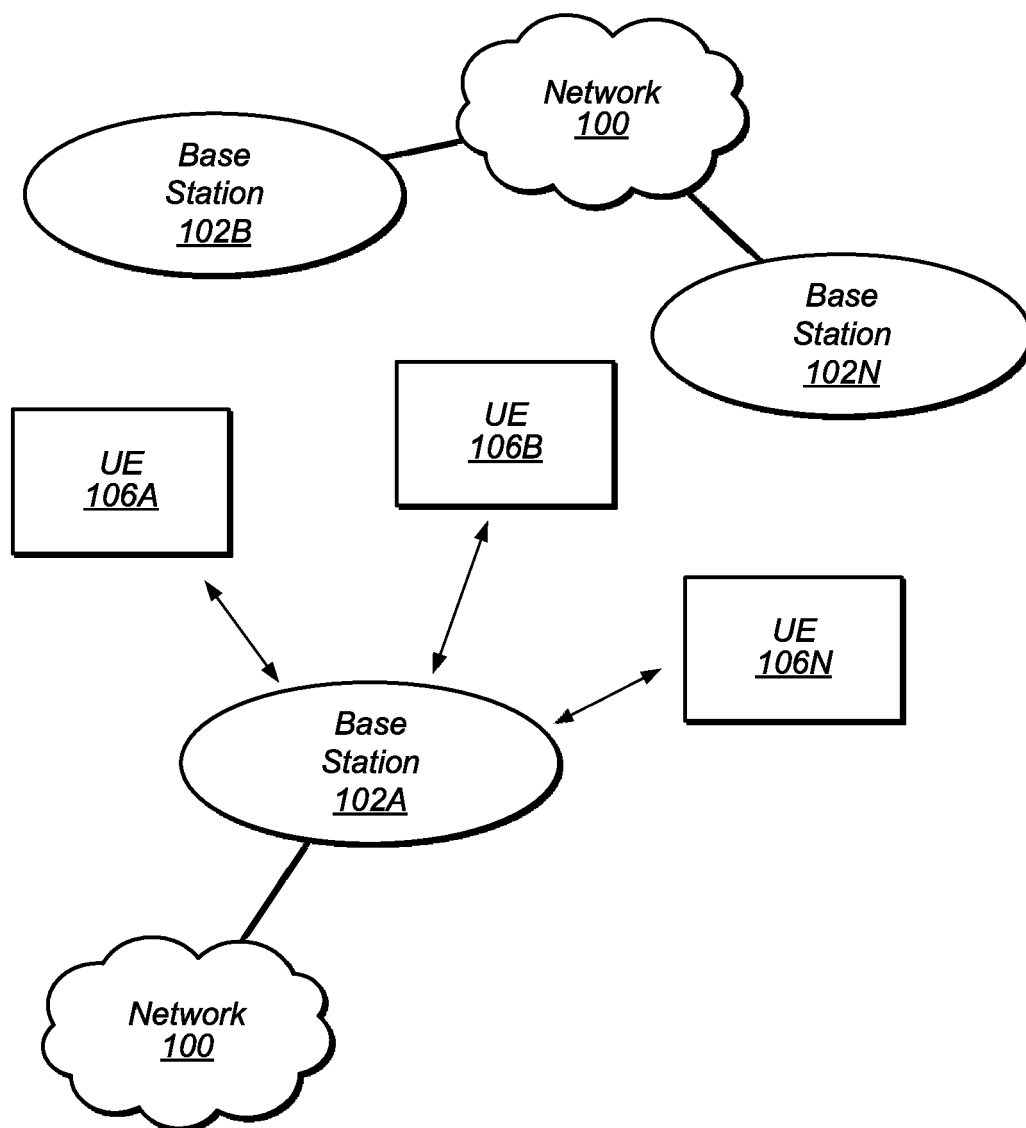 Network
100
Base
Station
102B
Base
Station
102N
UE
106B
UE
106A
UE
106N
Base
Station
102A
Network
100